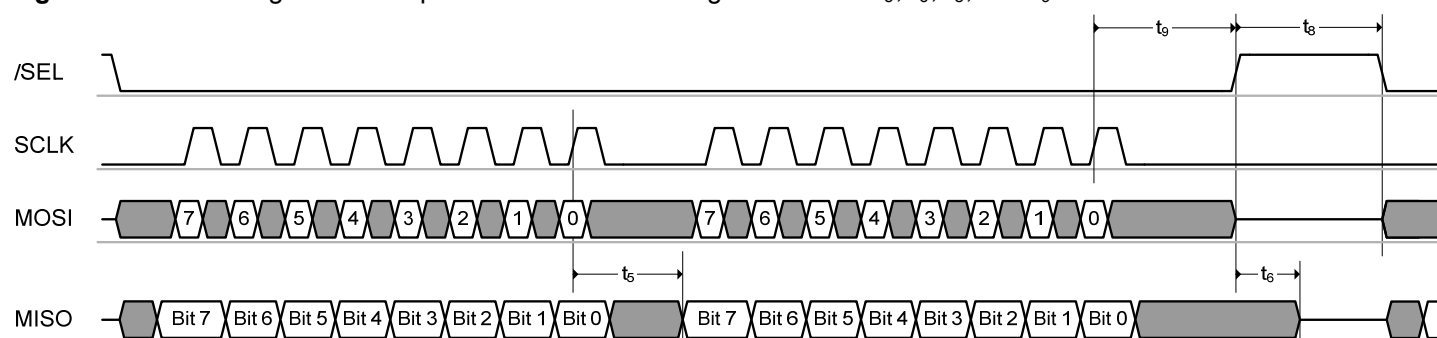 t9 t8
/SEL
SCLK
MOSI 7 6 5 4 3 2 1 0 7 6 5 4 3 2 1 0
t5 t6
MISO Bit 7 Bit 6 Bit 5 Bit 4 Bit 3 Bit 2 Bit 1 Bit 0 Bit 7 Bit 6 Bit 5 Bit 4 Bit 3 Bit 2 Bit 1 Bit 0